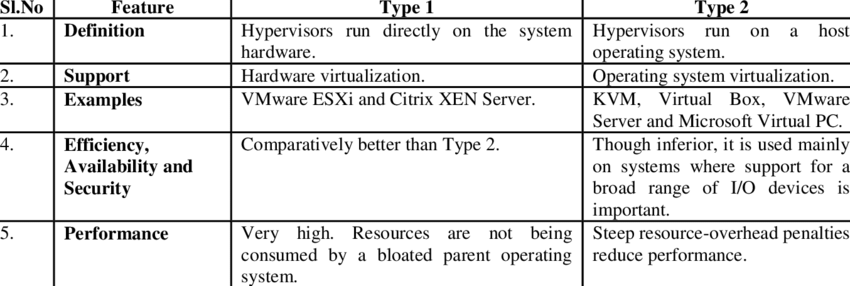 Sl.No Feature Type 1 Type 2
1. Definition Hypervisors run directly on the system hardware. Hypervisors run on a host operating system.
2. Support Hardware virtualization. Operating system virtualization.
3. Examples VMware ESXi and Citrix XEN Server. KVM, Virtual Box, VMware Server and Microsoft Virtual PC.
4. Efficiency, Availability and Security Comparatively better than Type 2. Though inferior, it is used mainly on systems where support for a broad range of I/O devices is important.
5. Performance Very high. Resources are not being consumed by a bloated parent operating system. Steep resource-overhead penalties reduce performance.